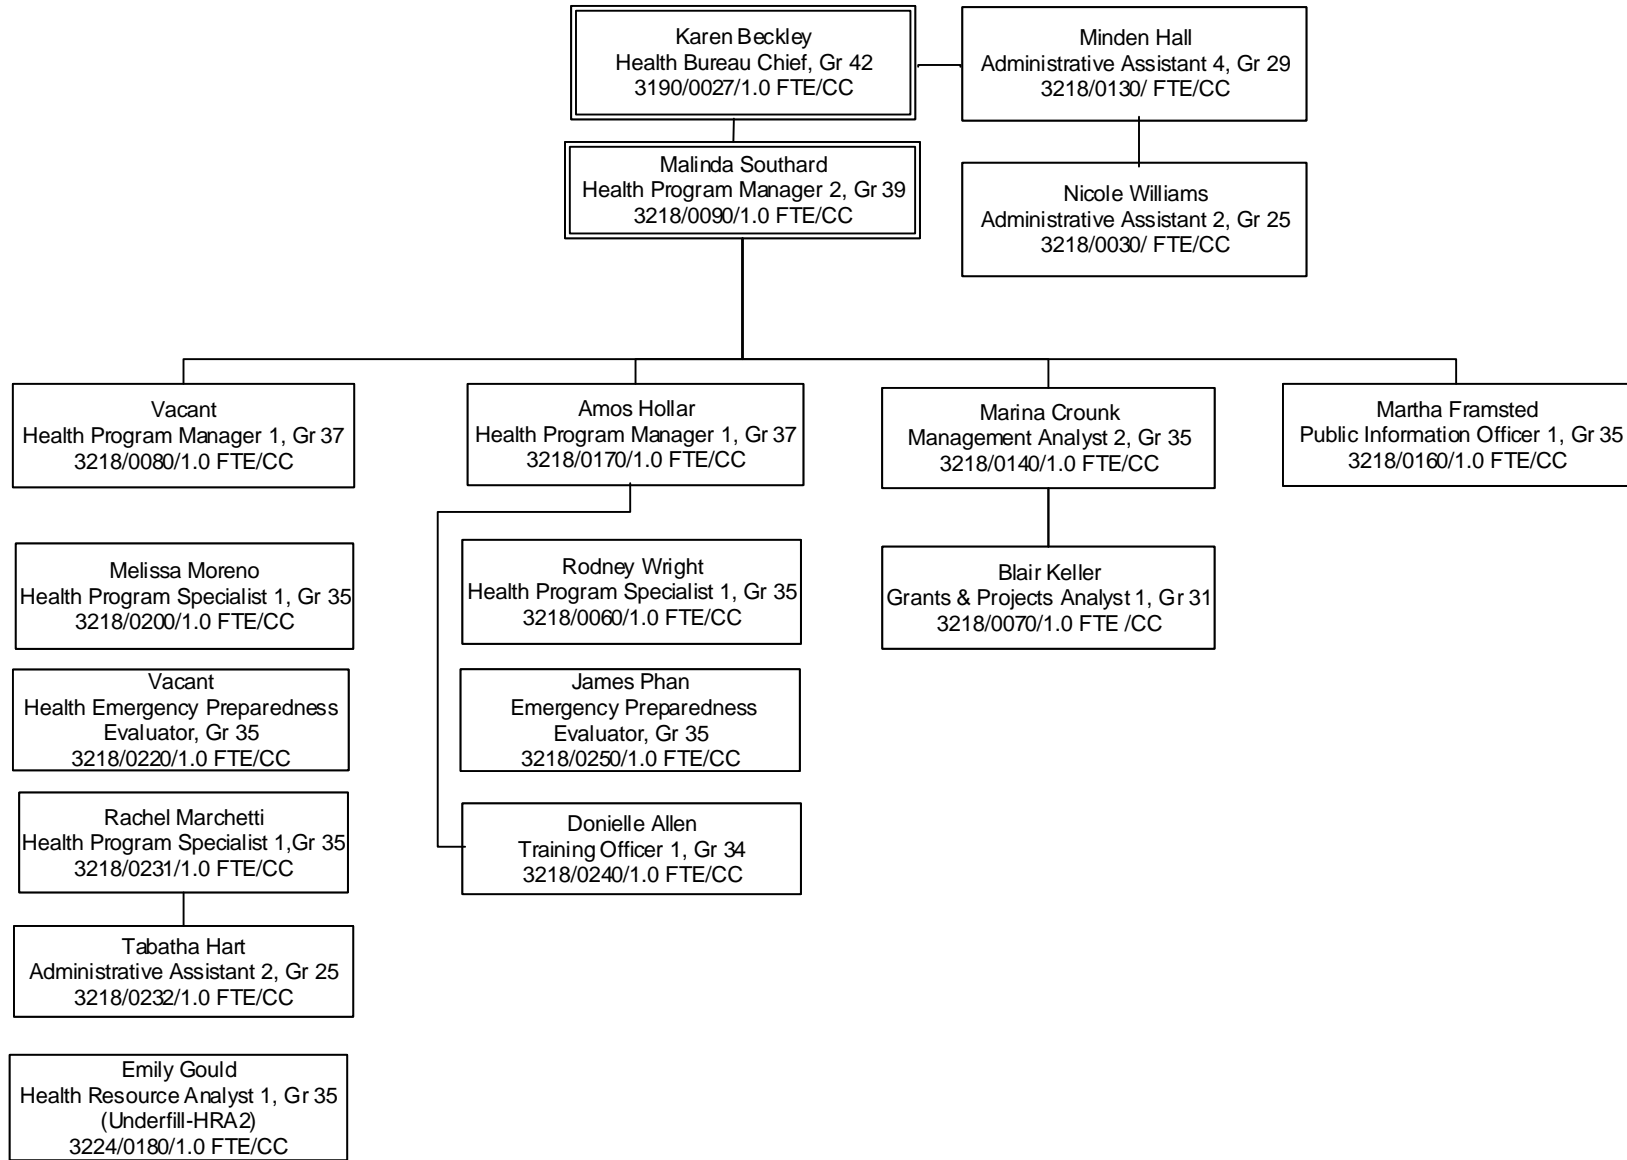 Karen Beckley
Health Bureau Chief, Gr 42
3190/0027/1.0 FTE/CC
Minden Hall
Administrative Assistant 4, Gr 29
3218/0130/ FTE/CC
Malinda Southard
Health Program Manager 2, Gr 39
3218/0090/1.0 FTE/CC
Nicole Williams
Administrative Assistant 2, Gr 25
3218/0030/ FTE/CC
Vacant
Health Program Manager 1, Gr 37
3218/0080/1.0 FTE/CC
Amos Hollar
Health Program Manager 1, Gr 37
3218/0170/1.0 FTE/CC
Marina Crounk
Management Analyst 2, Gr 35
3218/0140/1.0 FTE/CC
Martha Framsted
Public Information Officer 1, Gr 35
3218/0160/1.0 FTE/CC
Melissa Moreno
Health Program Specialist 1, Gr 35
3218/0200/1.0 FTE/CC
Rodney Wright
Health Program Specialist 1, Gr 35
3218/0060/1.0 FTE/CC
Blair Keller
Grants & Projects Analyst 1, Gr 31
3218/0070/1.0 FTE /CC
Vacant
Health Emergency Preparedness
Evaluator, Gr 35
3218/0220/1.0 FTE/CC
James Phan
Emergency Preparedness
Evaluator, Gr 35
3218/0250/1.0 FTE/CC
Rachel Marchetti
Health Program Specialist 1,Gr 35
3218/0231/1.0 FTE/CC
Donielle Allen
Training Officer 1, Gr 34
3218/0240/1.0 FTE/CC
Tabatha Hart
Administrative Assistant 2, Gr 25
3218/0232/1.0 FTE/CC
Emily Gould
Health Resource Analyst 1, Gr 35
(Underfill-HRA2)
3224/0180/1.0 FTE/CC